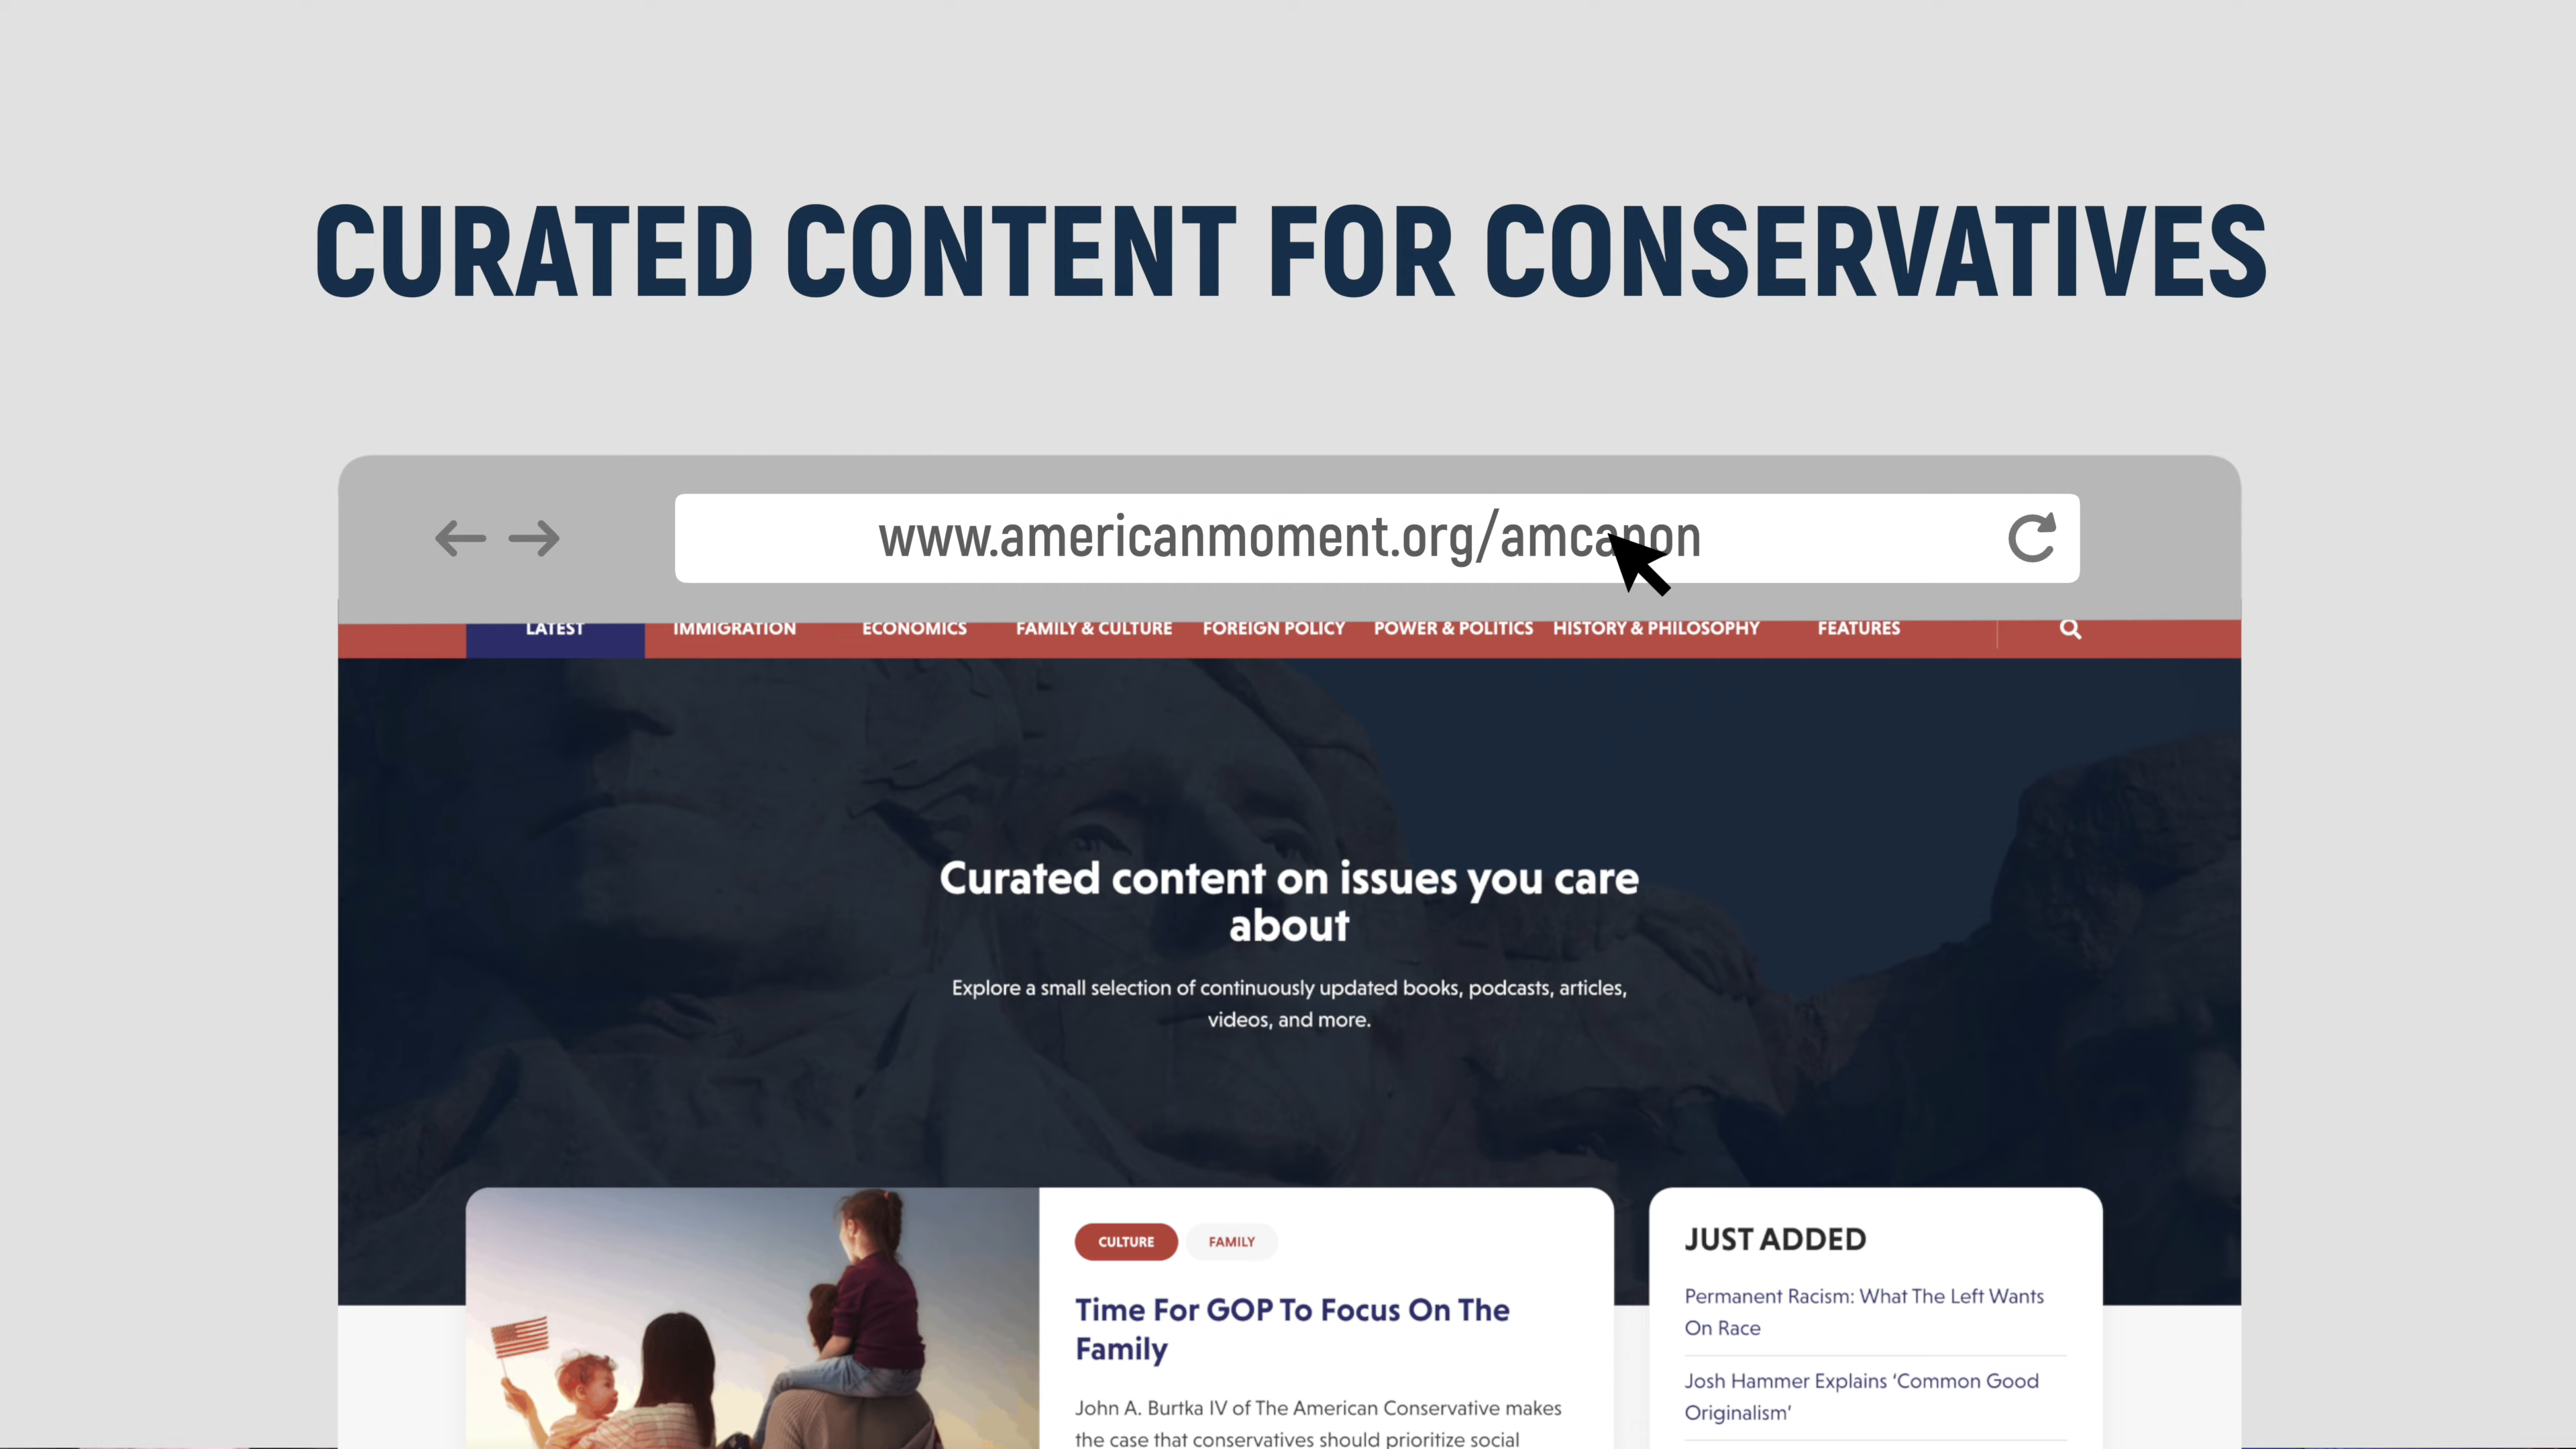 CURATED CONTENT FOR CONSERVATIVES
www.americanmoment.org/amcanon
LATEST IMMIGRATION ECONOMICS FAMILY & CULTURE FOREIGN POLICY POWER & POLITICS HISTORY & PHILOSOPHY FEATURES
Curated content on issues you care
about
Explore a small selection of continuously updated books, podcasts, articles,
videos, and more.
CULTURE FAMILY
Time For GOP To Focus On The
Family
John A. Burtka IV of The American Conservative makes
the case that conservatives should prioritize social
JUST ADDED
Permanent Racism: What The Left Wants
On Race
Josh Hammer Explains ‘Common Good
Originalism’